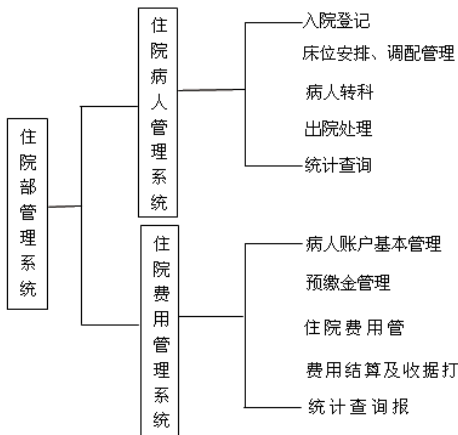 住院部管理系统
住院病人管理系统
入院登记
床位安排、调配管理
病人转科
出院处理
统计查询
住院费用管理系统
病人账户基本管理
预缴金管理
住院费用管
费用结算及收据打
统计查询报